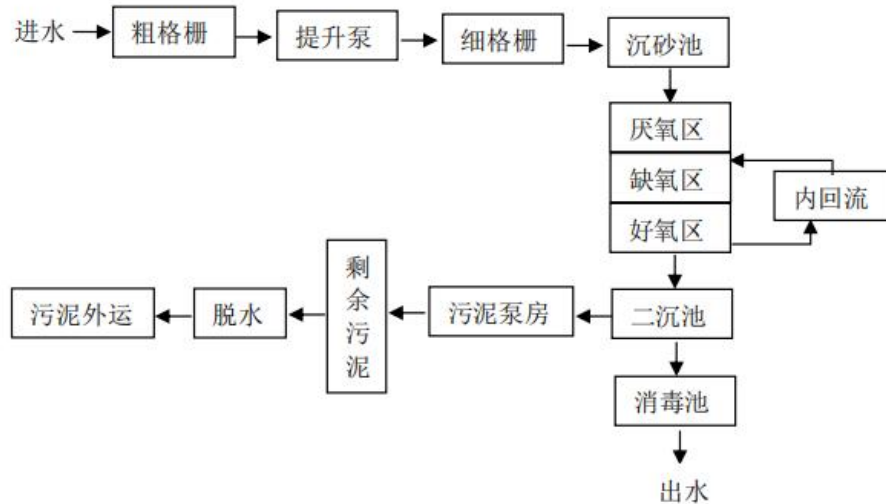 进水
粗格栅
提升泵
细格栅
沉砂池
厌氧区
缺氧区
内回流
好氧区
剩余污泥
污泥外运
脱水
污泥泵房
二沉池
消毒池
出水